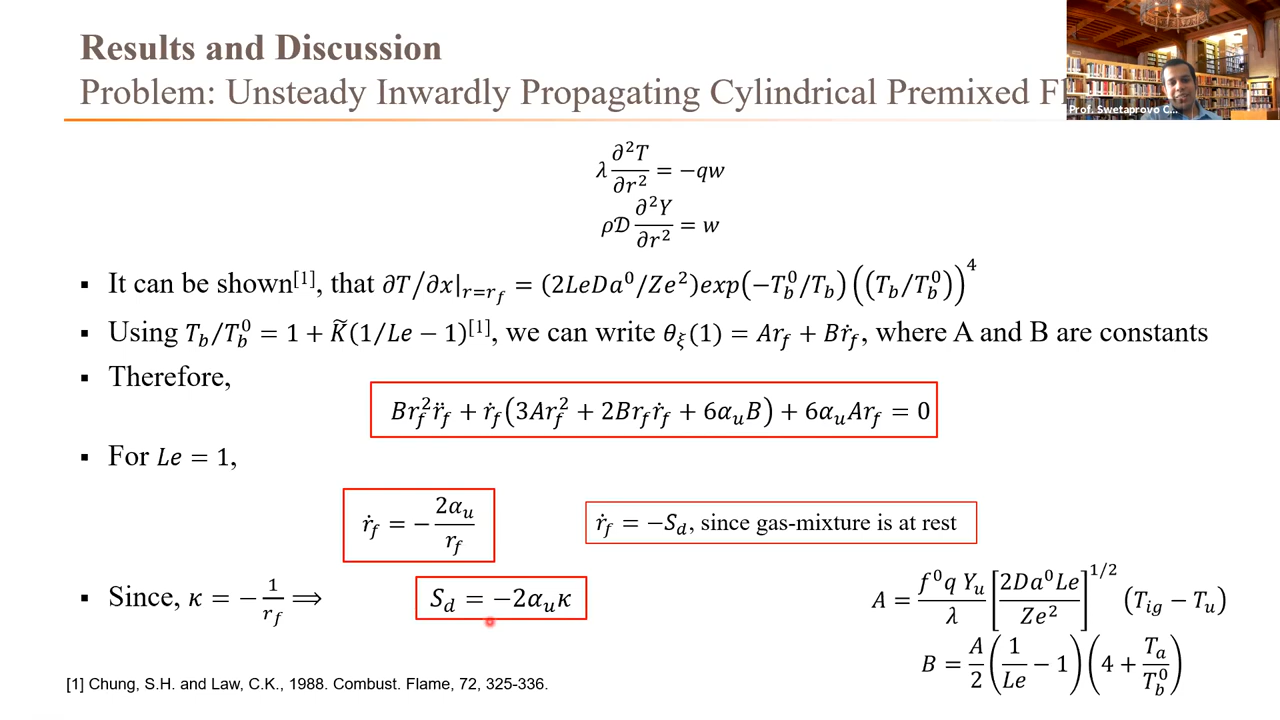 Results and Discussion
Problem: Unsteady Inwardly Propagating Cylindrical Premixed Fl
Prof. Swetaprovo C...
λ ∂²T/∂r² = −qw
ρ𝒟 ∂²Y/∂r² = w
▪ It can be shown[1], that ∂T/∂x|r=rf = (2LeDa⁰/Ze²)exp(−Tb⁰/Tb)((Tb/Tb⁰))⁴
▪ Using Tb/Tb⁰ = 1 + K̃(1/Le − 1)[1], we can write θξ(1) = Arf + Bṙf, where A and B are constants
▪ Therefore,
Brf²r̈f + ṙf(3Arf² + 2Brfṙf + 6αuB) + 6αuArf = 0
▪ For Le = 1,
ṙf = −2αu/rf
ṙf = −Sd, since gas-mixture is at rest
▪ Since, κ = −1/rf ⟹ Sd = −2αuκ
A = f⁰q Yu/λ [2Da⁰Le/Ze²]^1/2 (Tig − Tu)
B = A/2 (1/Le − 1)(4 + Ta/Tb⁰)
[1] Chung, S.H. and Law, C.K., 1988. Combust. Flame, 72, 325-336.